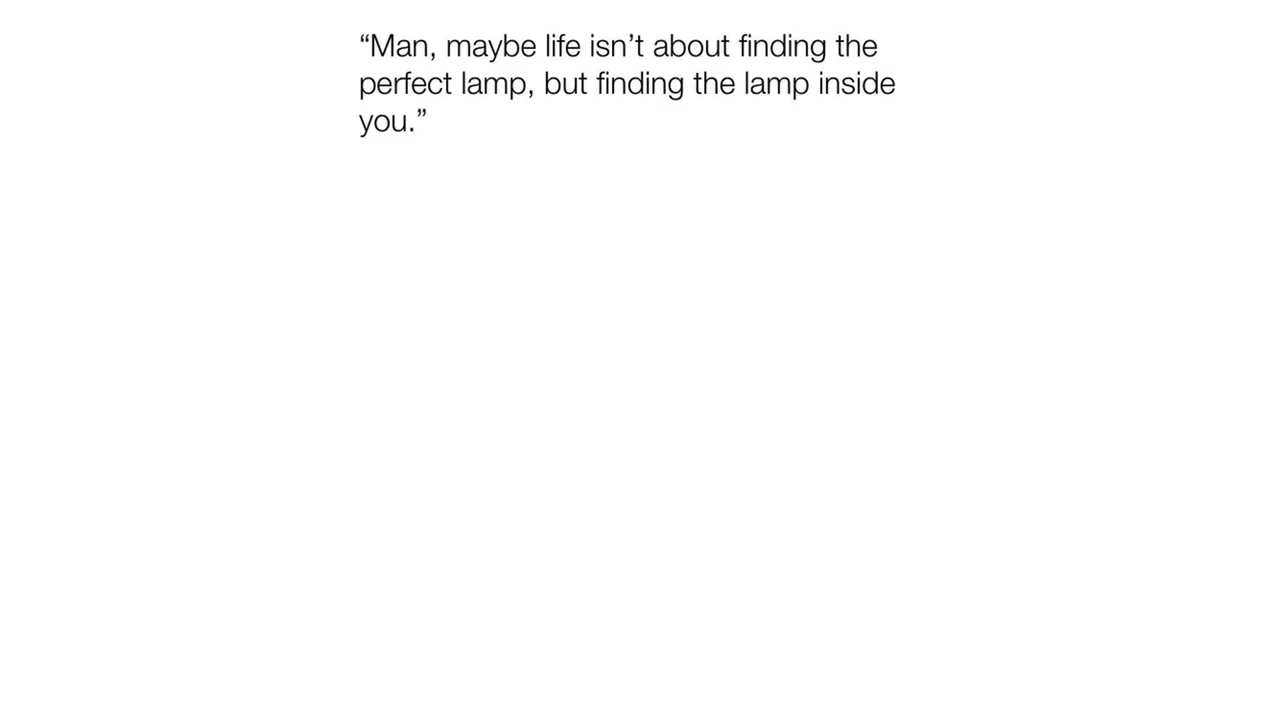 “Man, maybe life isn’t about finding the
perfect lamp, but finding the lamp inside
you.”